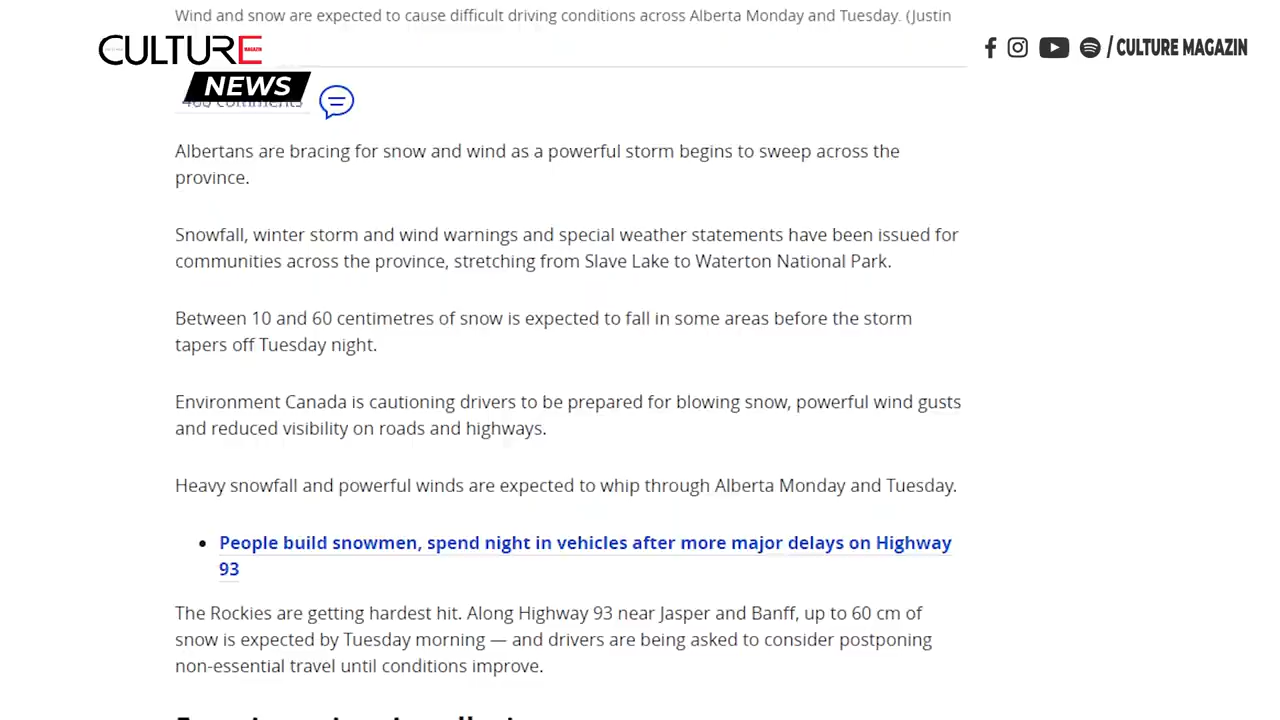 Wind and snow are expected to cause difficult driving conditions across Alberta Monday and Tuesday. (Justin
CULTURE
MAGAZIN
NEWS
/ CULTURE MAGAZIN
comments
Albertans are bracing for snow and wind as a powerful storm begins to sweep across the
province.
Snowfall, winter storm and wind warnings and special weather statements have been issued for
communities across the province, stretching from Slave Lake to Waterton National Park.
Between 10 and 60 centimetres of snow is expected to fall in some areas before the storm
tapers off Tuesday night.
Environment Canada is cautioning drivers to be prepared for blowing snow, powerful wind gusts
and reduced visibility on roads and highways.
Heavy snowfall and powerful winds are expected to whip through Alberta Monday and Tuesday.
• People build snowmen, spend night in vehicles after more major delays on Highway
93
The Rockies are getting hardest hit. Along Highway 93 near Jasper and Banff, up to 60 cm of
snow is expected by Tuesday morning — and drivers are being asked to consider postponing
non-essential travel until conditions improve.